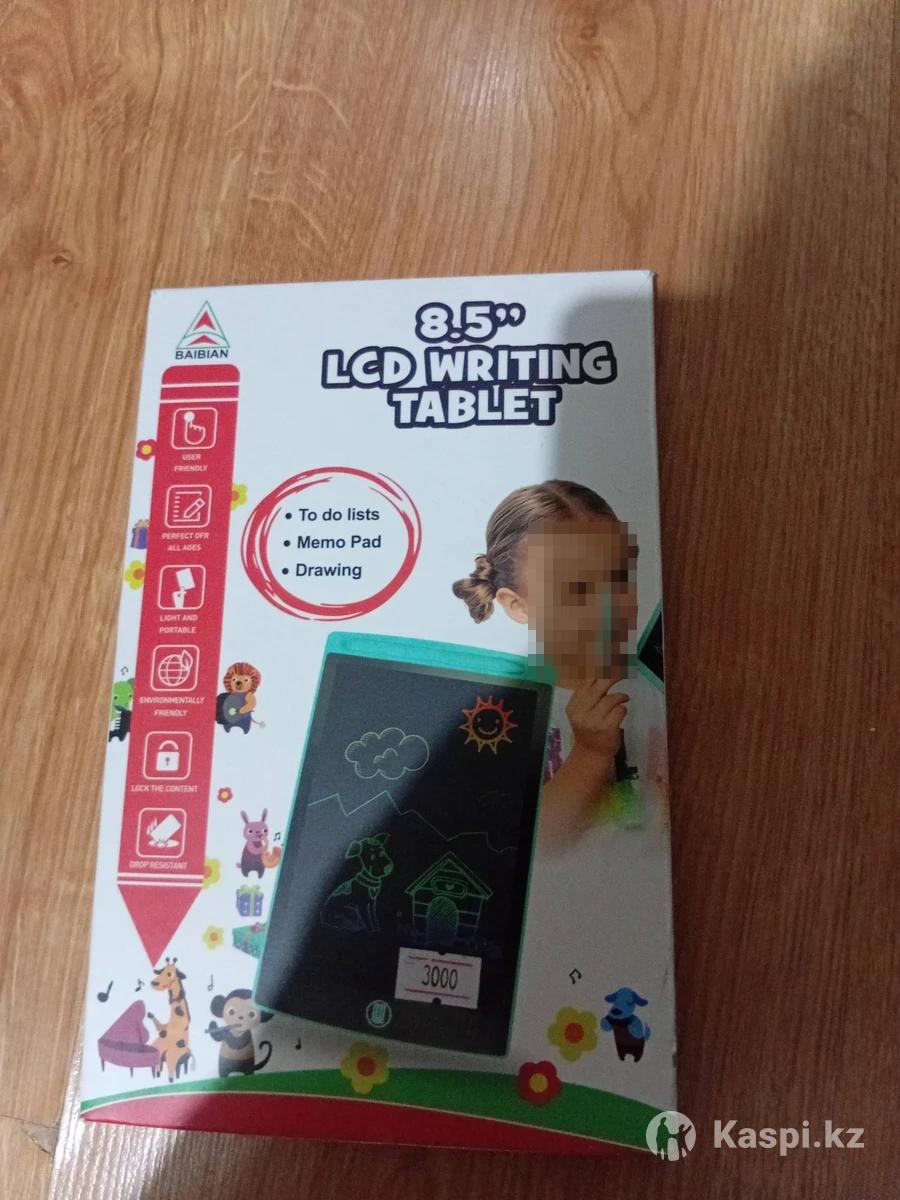 BAIBIAN
8.5”
LCD WRITING
TABLET
USER
FRIENDLY
PERFECT OFR
ALL AGES
LIGHT AND
PORTABLE
ENVIRONMENTALLY
FRIENDLY
LOCK THE CONTENT
DROP RESISTANT
• To do lists
• Memo Pad
• Drawing
3000
Kaspi.kz